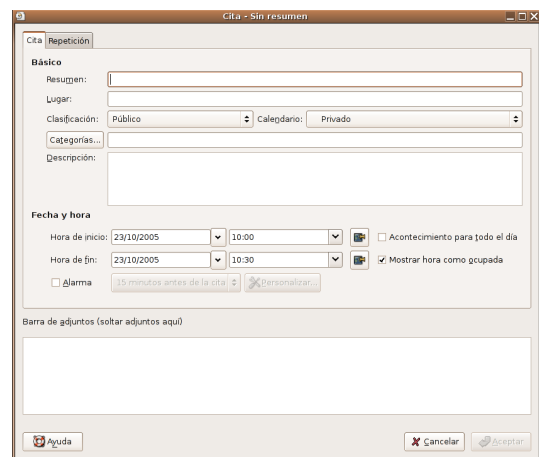 Cita - Sin resumen
Cita Repetición
Básico
Resumen:
Lugar:
Clasificación: Público Calendario: Privado
Categorías...
Descripción:
Fecha y hora
Hora de inicio: 23/10/2005 10:00 Acontecimiento para todo el día
Hora de fin: 23/10/2005 10:30 Mostrar hora como ocupada
Alarma 15 minutos antes de la cita Personalizar...
Barra de adjuntos (soltar adjuntos aquí)
Ayuda Cancelar Aceptar